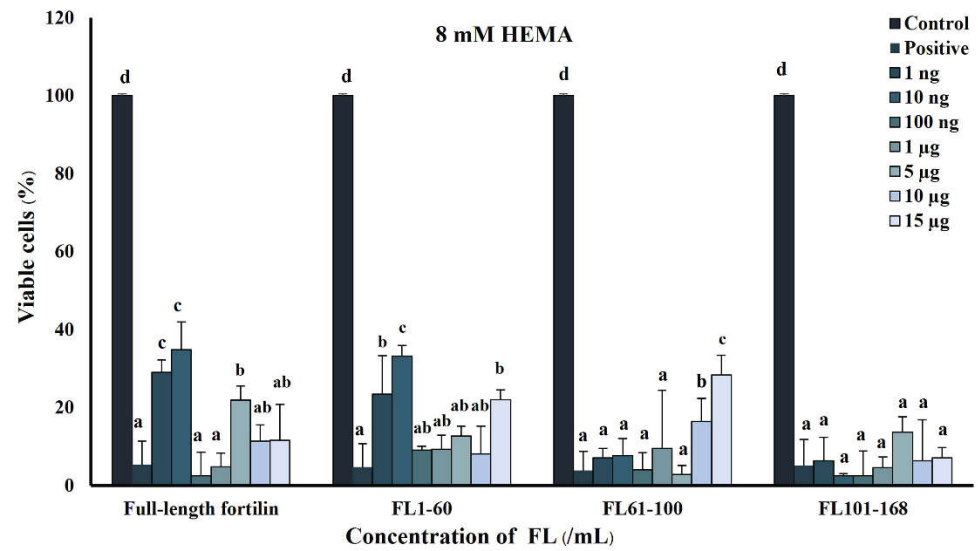 8 mM HEMA
Viable cells (%)
120
100
80
60
40
20
0
Control
Positive
1 ng
10 ng
100 ng
1 µg
5 µg
10 µg
15 µg
d a c c a a b ab ab
d a b c ab ab ab ab b
d a a a a a a b c
d a a a a a a a a
Full-length fortilin
FL1-60
FL61-100
FL101-168
Concentration of FL (/mL)